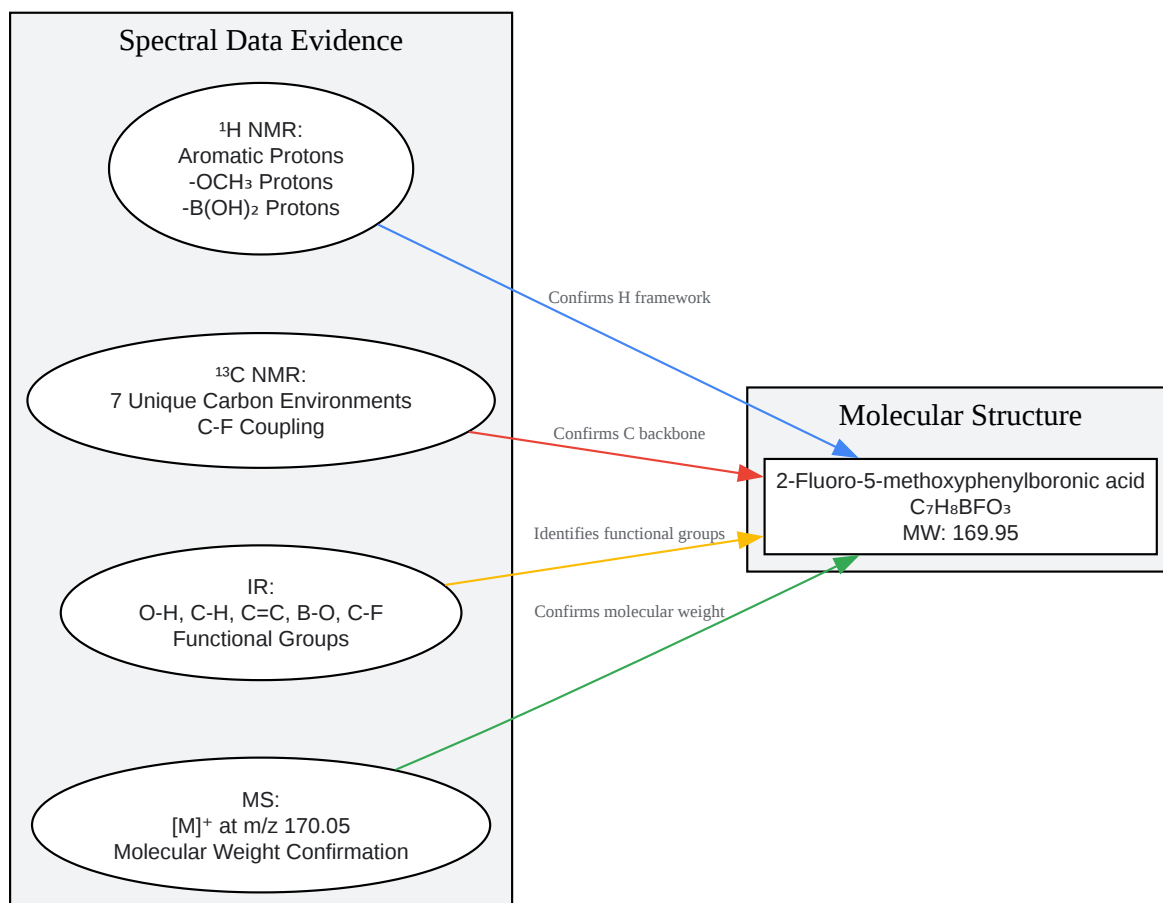 Spectral Data Evidence
¹H NMR:
Aromatic Protons
-OCH₃ Protons
-B(OH)₂ Protons
Confirms H framework
¹³C NMR:
7 Unique Carbon Environments
C-F Coupling
Confirms C backbone
IR:
O-H, C-H, C=C, B-O, C-F
Functional Groups
Identifies functional groups
MS:
[M]⁺ at m/z 170.05
Molecular Weight Confirmation
Confirms molecular weight
Molecular Structure
2-Fluoro-5-methoxyphenylboronic acid
C₇H₈BFO₃
MW: 169.95